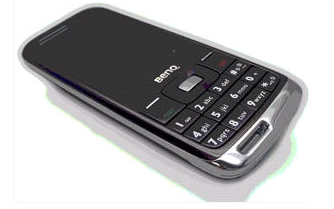 BenQ
1 ∞
2 abc
3 def
4 ghi
5 jkl
6 mno
7 pqrs
8 tuv
9 wxyz
0
#